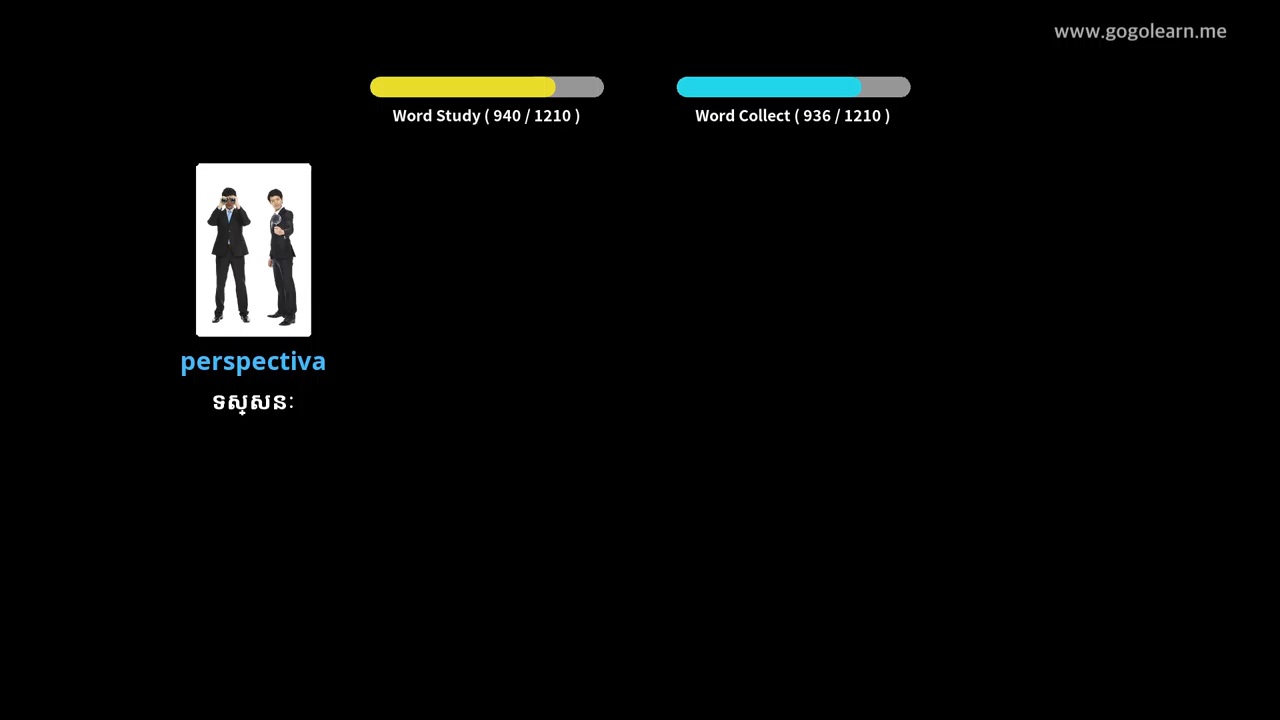 www.gogolearn.me
Word Study ( 940 / 1210 )
Word Collect ( 936 / 1210 )
perspectiva
ទស្សនៈ